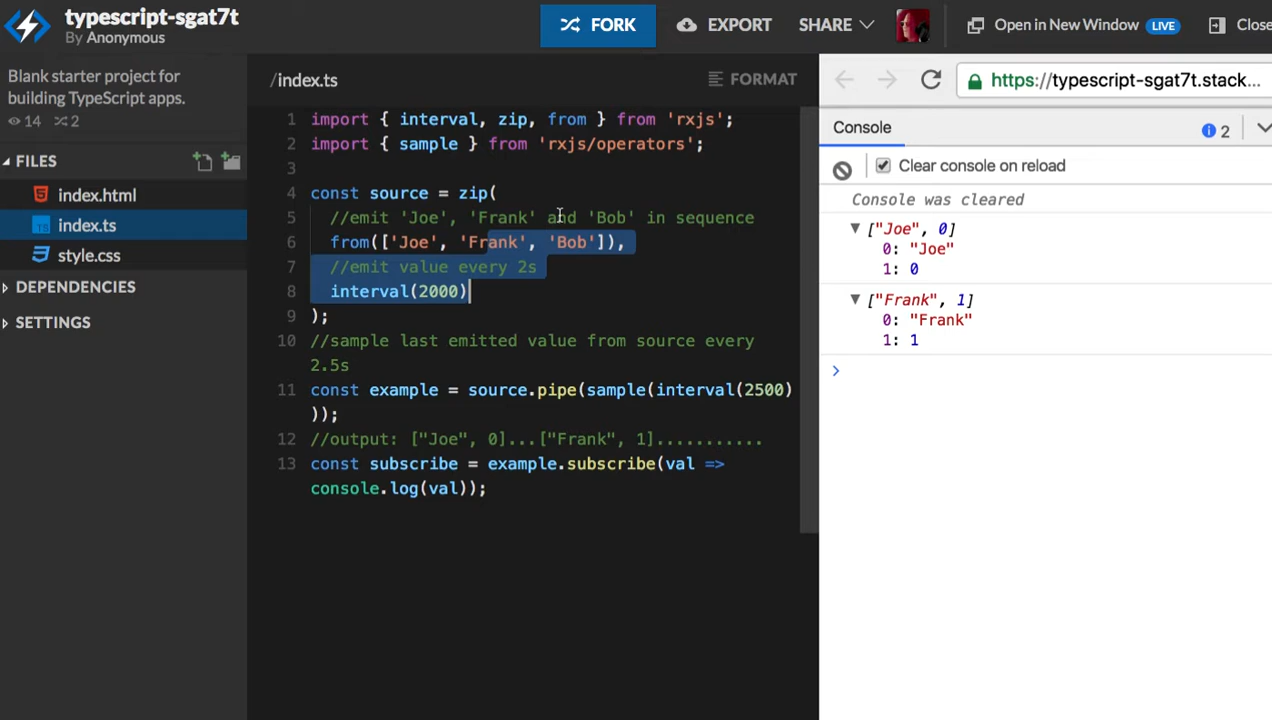 typescript-sgat7t
By Anonymous
FORK
EXPORT
SHARE
Open in New Window LIVE
Close
Blank starter project for
building TypeScript apps.
14 2
FILES
index.html
index.ts
style.css
DEPENDENCIES
SETTINGS
/index.ts
FORMAT
1 import { interval, zip, from } from 'rxjs';
2 import { sample } from 'rxjs/operators';
3
4 const source = zip(
5 //emit 'Joe', 'Frank' and 'Bob' in sequence
6 from(['Joe', 'Frank', 'Bob']),
7 //emit value every 2s
8 interval(2000)
9 );
10 //sample last emitted value from source every
2.5s
11 const example = source.pipe(sample(interval(2500)
));
12 //output: ["Joe", 0]...["Frank", 1]...........
13 const subscribe = example.subscribe(val =>
console.log(val));
https://typescript-sgat7t.stack...
Console
2
Clear console on reload
Console was cleared
["Joe", 0]
0: "Joe"
1: 0
["Frank", 1]
0: "Frank"
1: 1